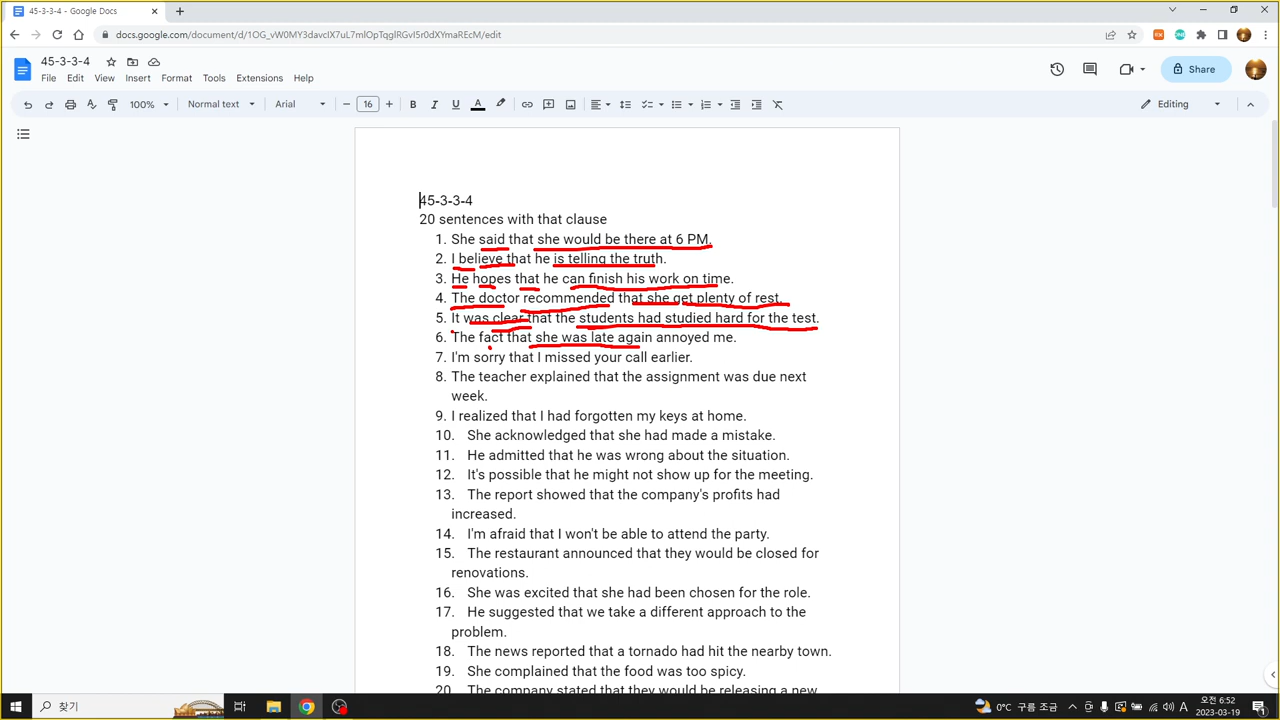 45-3-3-4 - Google Docs
docs.google.com/document/d/1OG_vW0MY3davcIX7uL7mlOpTqglRGvI5r0dXYmaREcM/edit
45-3-3-4
File Edit View Insert Format Tools Extensions Help
Share
100% Normal text Arial 16 B I U A Editing
45-3-3-4
20 sentences with that clause
1. She said that she would be there at 6 PM.
2. I believe that he is telling the truth.
3. He hopes that he can finish his work on time.
4. The doctor recommended that she get plenty of rest.
5. It was clear that the students had studied hard for the test.
6. The fact that she was late again annoyed me.
7. I'm sorry that I missed your call earlier.
8. The teacher explained that the assignment was due next
week.
9. I realized that I had forgotten my keys at home.
10. She acknowledged that she had made a mistake.
11. He admitted that he was wrong about the situation.
12. It's possible that he might not show up for the meeting.
13. The report showed that the company's profits had
increased.
14. I'm afraid that I won't be able to attend the party.
15. The restaurant announced that they would be closed for
renovations.
16. She was excited that she had been chosen for the role.
17. He suggested that we take a different approach to the
problem.
18. The news reported that a tornado had hit the nearby town.
19. She complained that the food was too spicy.
20. The company stated that they would be releasing a new
찾기
0°C 구름 조금
A
오전 6:52
2023-03-19